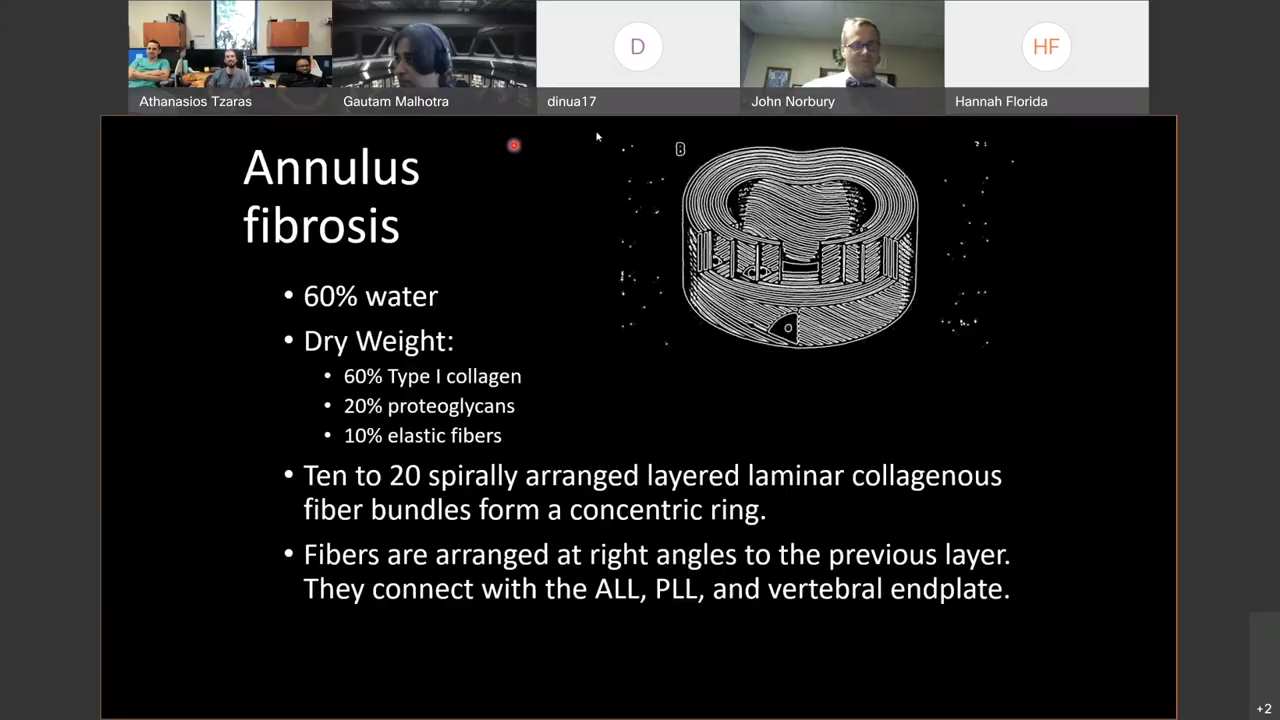 D
HF
Athanasios Tzaras
Gautam Malhotra
dinua17
John Norbury
Hannah Florida
Annulus
fibrosis
B
• 60% water
• Dry Weight:
• 60% Type I collagen
• 20% proteoglycans
• 10% elastic fibers
• Ten to 20 spirally arranged layered laminar collagenous
fiber bundles form a concentric ring.
• Fibers are arranged at right angles to the previous layer.
They connect with the ALL, PLL, and vertebral endplate.
+2